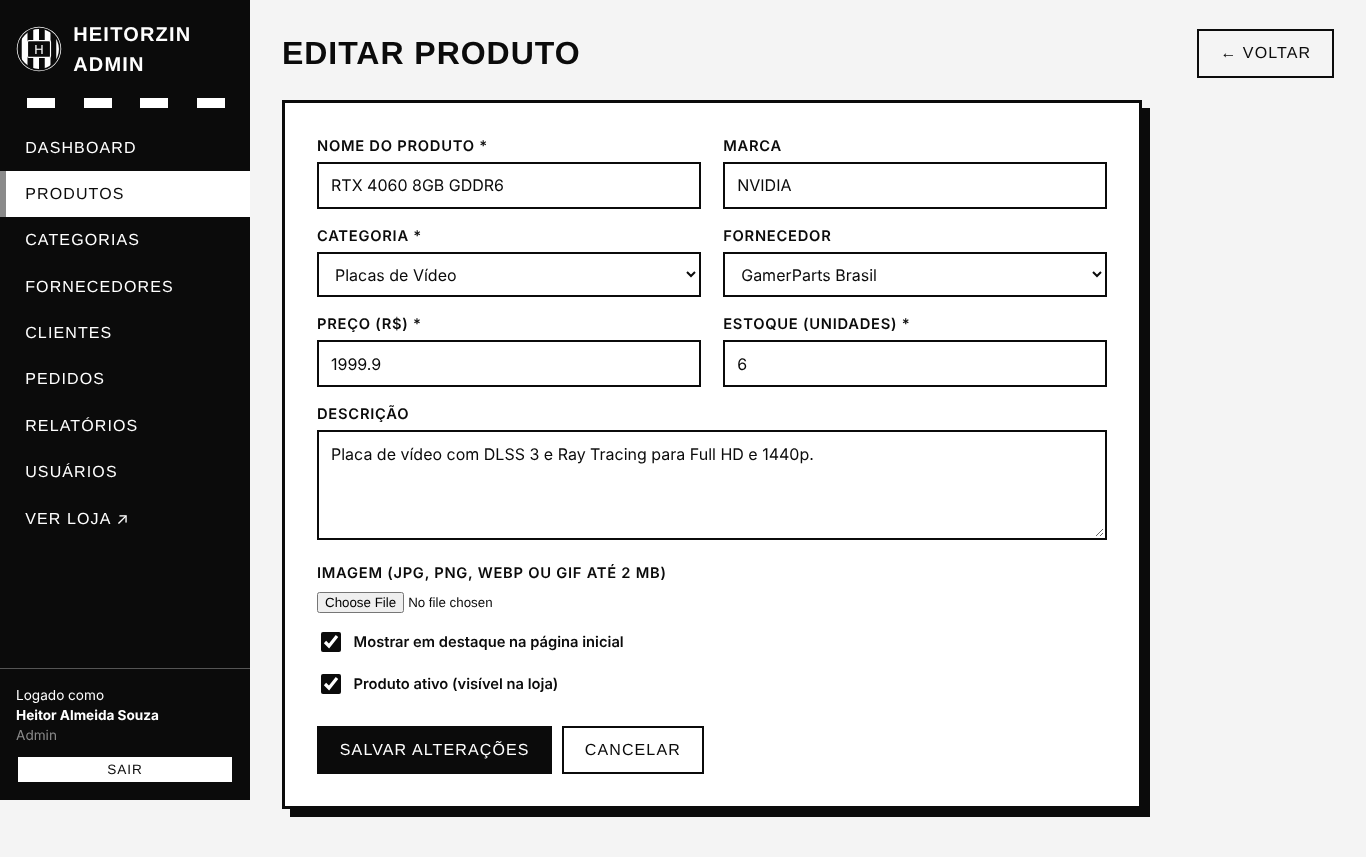 H
HEITORZIN
ADMIN
DASHBOARD
PRODUTOS
CATEGORIAS
FORNECEDORES
CLIENTES
PEDIDOS
RELATÓRIOS
USUÁRIOS
VER LOJA ↗
Logado como
Heitor Almeida Souza
Admin
SAIR
EDITAR PRODUTO
← VOLTAR
NOME DO PRODUTO *
RTX 4060 8GB GDDR6
MARCA
NVIDIA
CATEGORIA *
Placas de Vídeo
FORNECEDOR
GamerParts Brasil
PREÇO (R$) *
1999.9
ESTOQUE (UNIDADES) *
6
DESCRIÇÃO
Placa de vídeo com DLSS 3 e Ray Tracing para Full HD e 1440p.
IMAGEM (JPG, PNG, WEBP OU GIF ATÉ 2 MB)
Choose File No file chosen
Mostrar em destaque na página inicial
Produto ativo (visível na loja)
SALVAR ALTERAÇÕES
CANCELAR